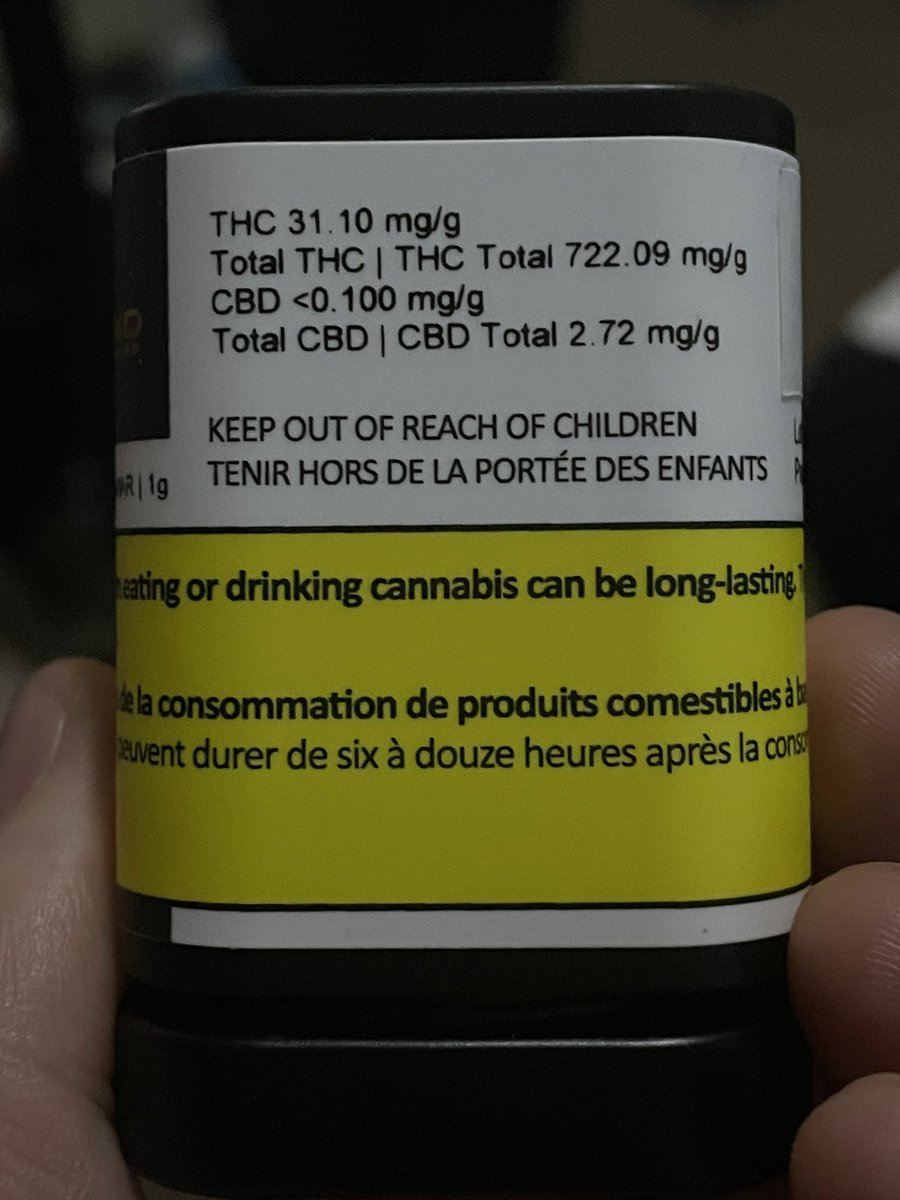 THC 31.10 mg/g
Total THC | THC Total 722.09 mg/g
CBD <0.100 mg/g
Total CBD | CBD Total 2.72 mg/g
KEEP OUT OF REACH OF CHILDREN
TENIR HORS DE LA PORTÉE DES ENFANTS
| 1g
eating or drinking cannabis can be long-lasting.
de la consommation de produits comestibles à
peuvent durer de six à douze heures après la